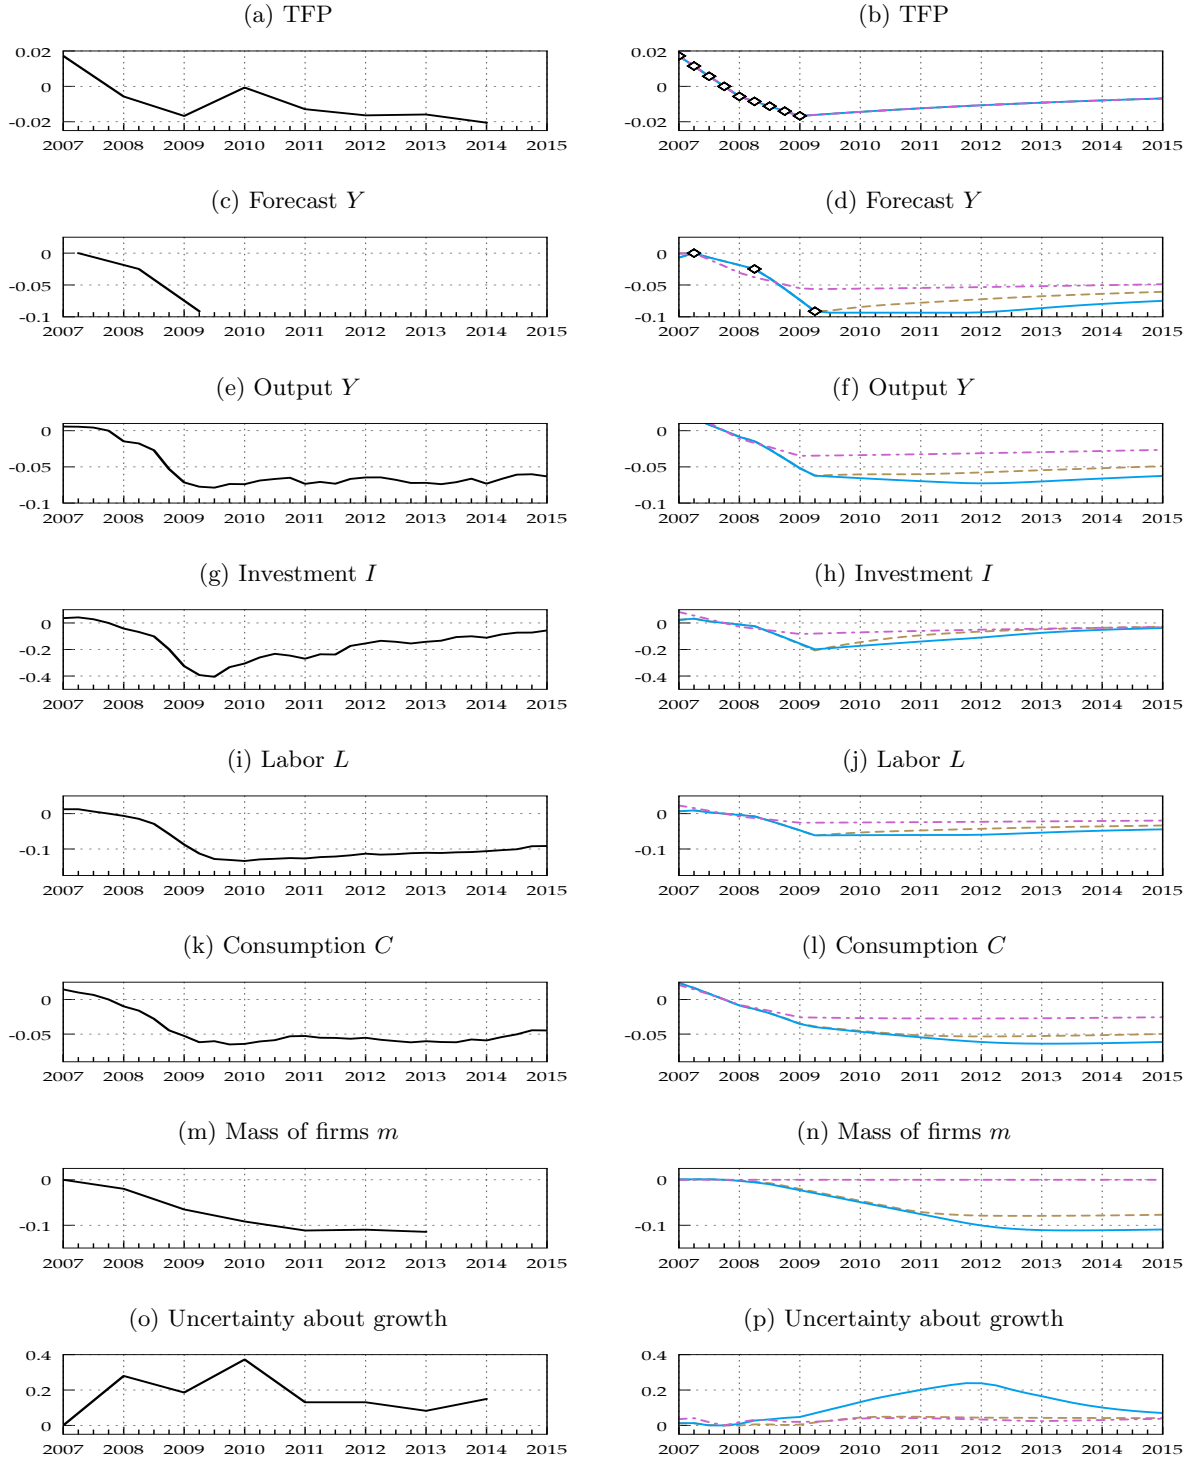 (a) TFP
(b) TFP
0.02
0
-0.02
2007 2008 2009 2010 2011 2012 2013 2014 2015
0.02
0
-0.02
2007 2008 2009 2010 2011 2012 2013 2014 2015
(c) Forecast Y
(d) Forecast Y
0
-0.05
-0.1
2007 2008 2009 2010 2011 2012 2013 2014 2015
0
-0.05
-0.1
2007 2008 2009 2010 2011 2012 2013 2014 2015
(e) Output Y
(f) Output Y
0
-0.05
-0.1
2007 2008 2009 2010 2011 2012 2013 2014 2015
0
-0.05
-0.1
2007 2008 2009 2010 2011 2012 2013 2014 2015
(g) Investment I
(h) Investment I
0
-0.2
-0.4
2007 2008 2009 2010 2011 2012 2013 2014 2015
0
-0.2
-0.4
2007 2008 2009 2010 2011 2012 2013 2014 2015
(i) Labor L
(j) Labor L
0
-0.1
2007 2008 2009 2010 2011 2012 2013 2014 2015
0
-0.1
2007 2008 2009 2010 2011 2012 2013 2014 2015
(k) Consumption C
(l) Consumption C
0
-0.05
2007 2008 2009 2010 2011 2012 2013 2014 2015
0
-0.05
2007 2008 2009 2010 2011 2012 2013 2014 2015
(m) Mass of firms m
(n) Mass of firms m
0
-0.1
2007 2008 2009 2010 2011 2012 2013 2014 2015
0
-0.1
2007 2008 2009 2010 2011 2012 2013 2014 2015
(o) Uncertainty about growth
(p) Uncertainty about growth
0.4
0.2
0
2007 2008 2009 2010 2011 2012 2013 2014 2015
0.4
0.2
0
2007 2008 2009 2010 2011 2012 2013 2014 2015